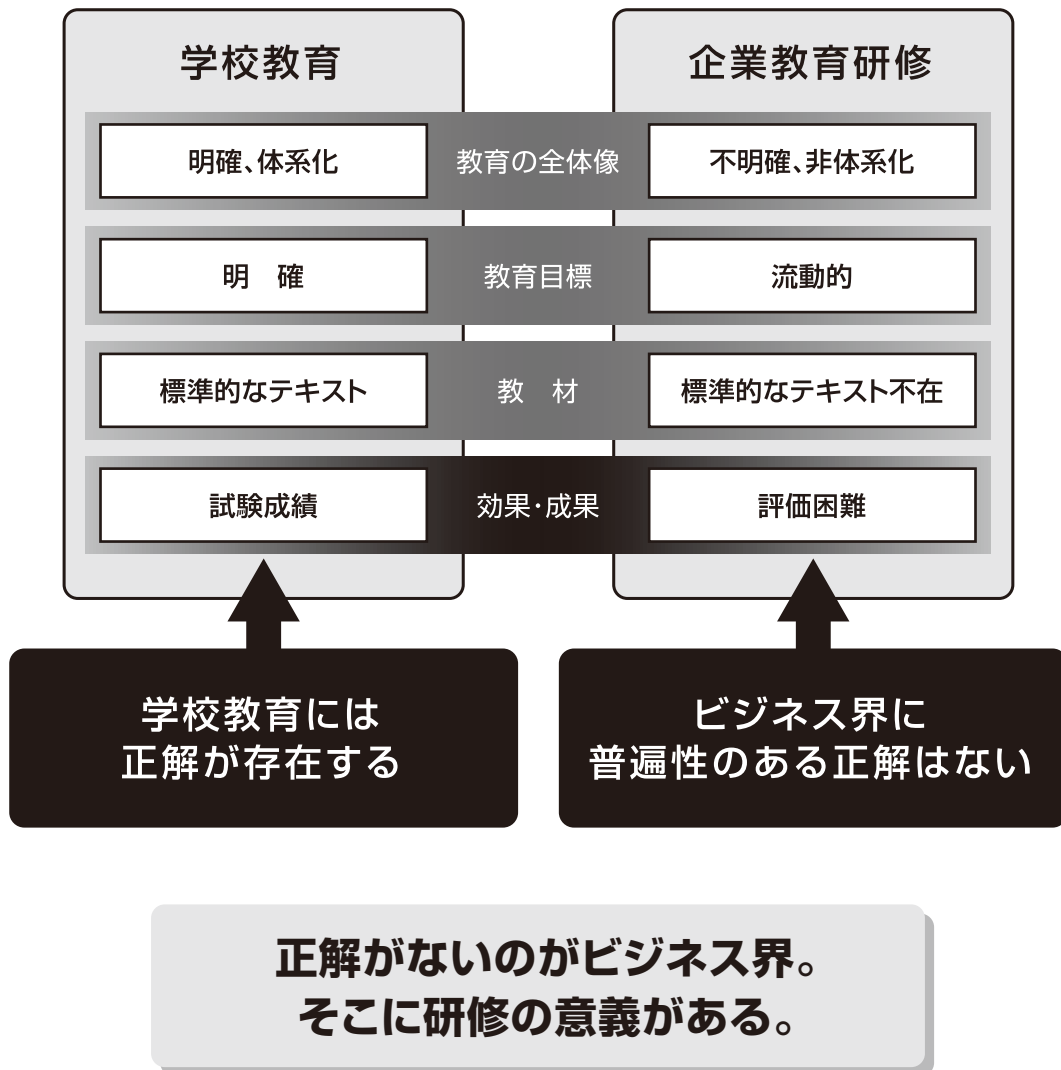 学校教育
企業教育研修
明確、体系化
教育の全体像
不明確、非体系化
明　確
教育目標
流動的
標準的なテキスト
教　材
標準的なテキスト不在
試験成績
効果・成果
評価困難
学校教育には
正解が存在する
ビジネス界に
普遍性のある正解はない
正解がないのがビジネス界。
そこに研修の意義がある。